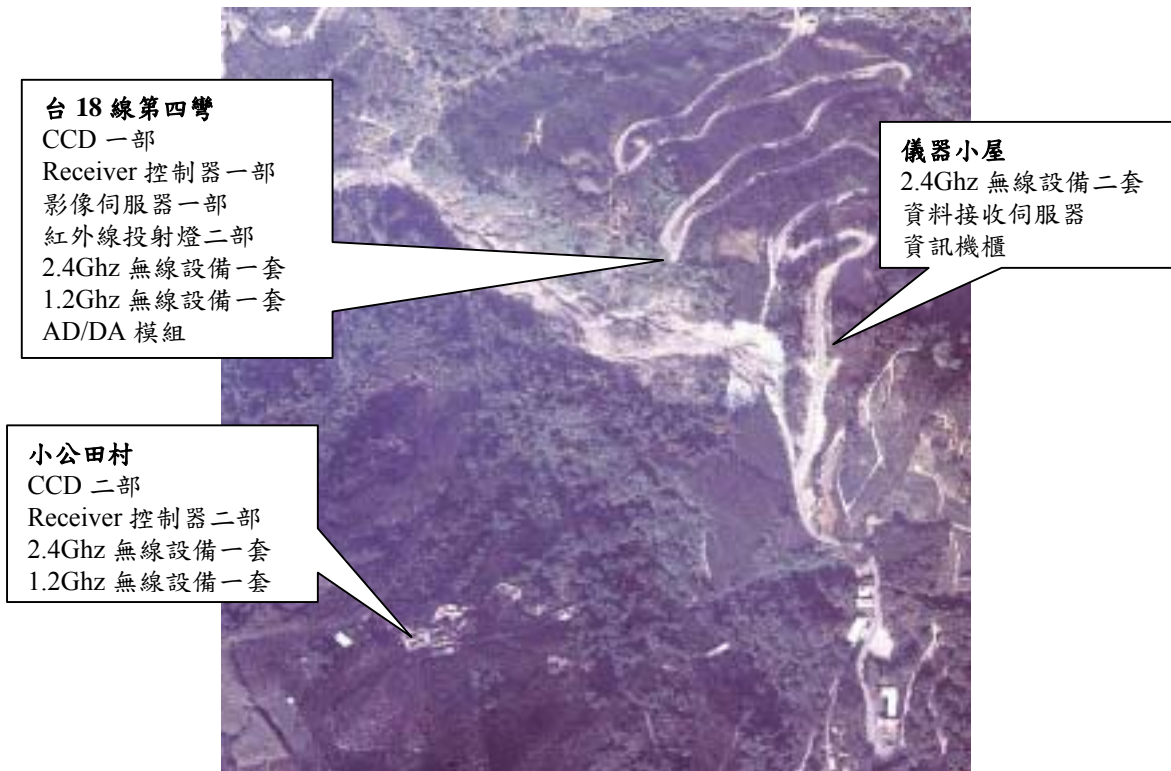 台 18 線第四彎
CCD 一部
Receiver 控制器一部
影像伺服器一部
紅外線投射燈二部
2.4Ghz 無線設備一套
1.2Ghz 無線設備一套
AD/DA 模組
儀器小屋
2.4Ghz 無線設備二套
資料接收伺服器
資訊機櫃
小公田村
CCD 二部
Receiver 控制器二部
2.4Ghz 無線設備一套
1.2Ghz 無線設備一套